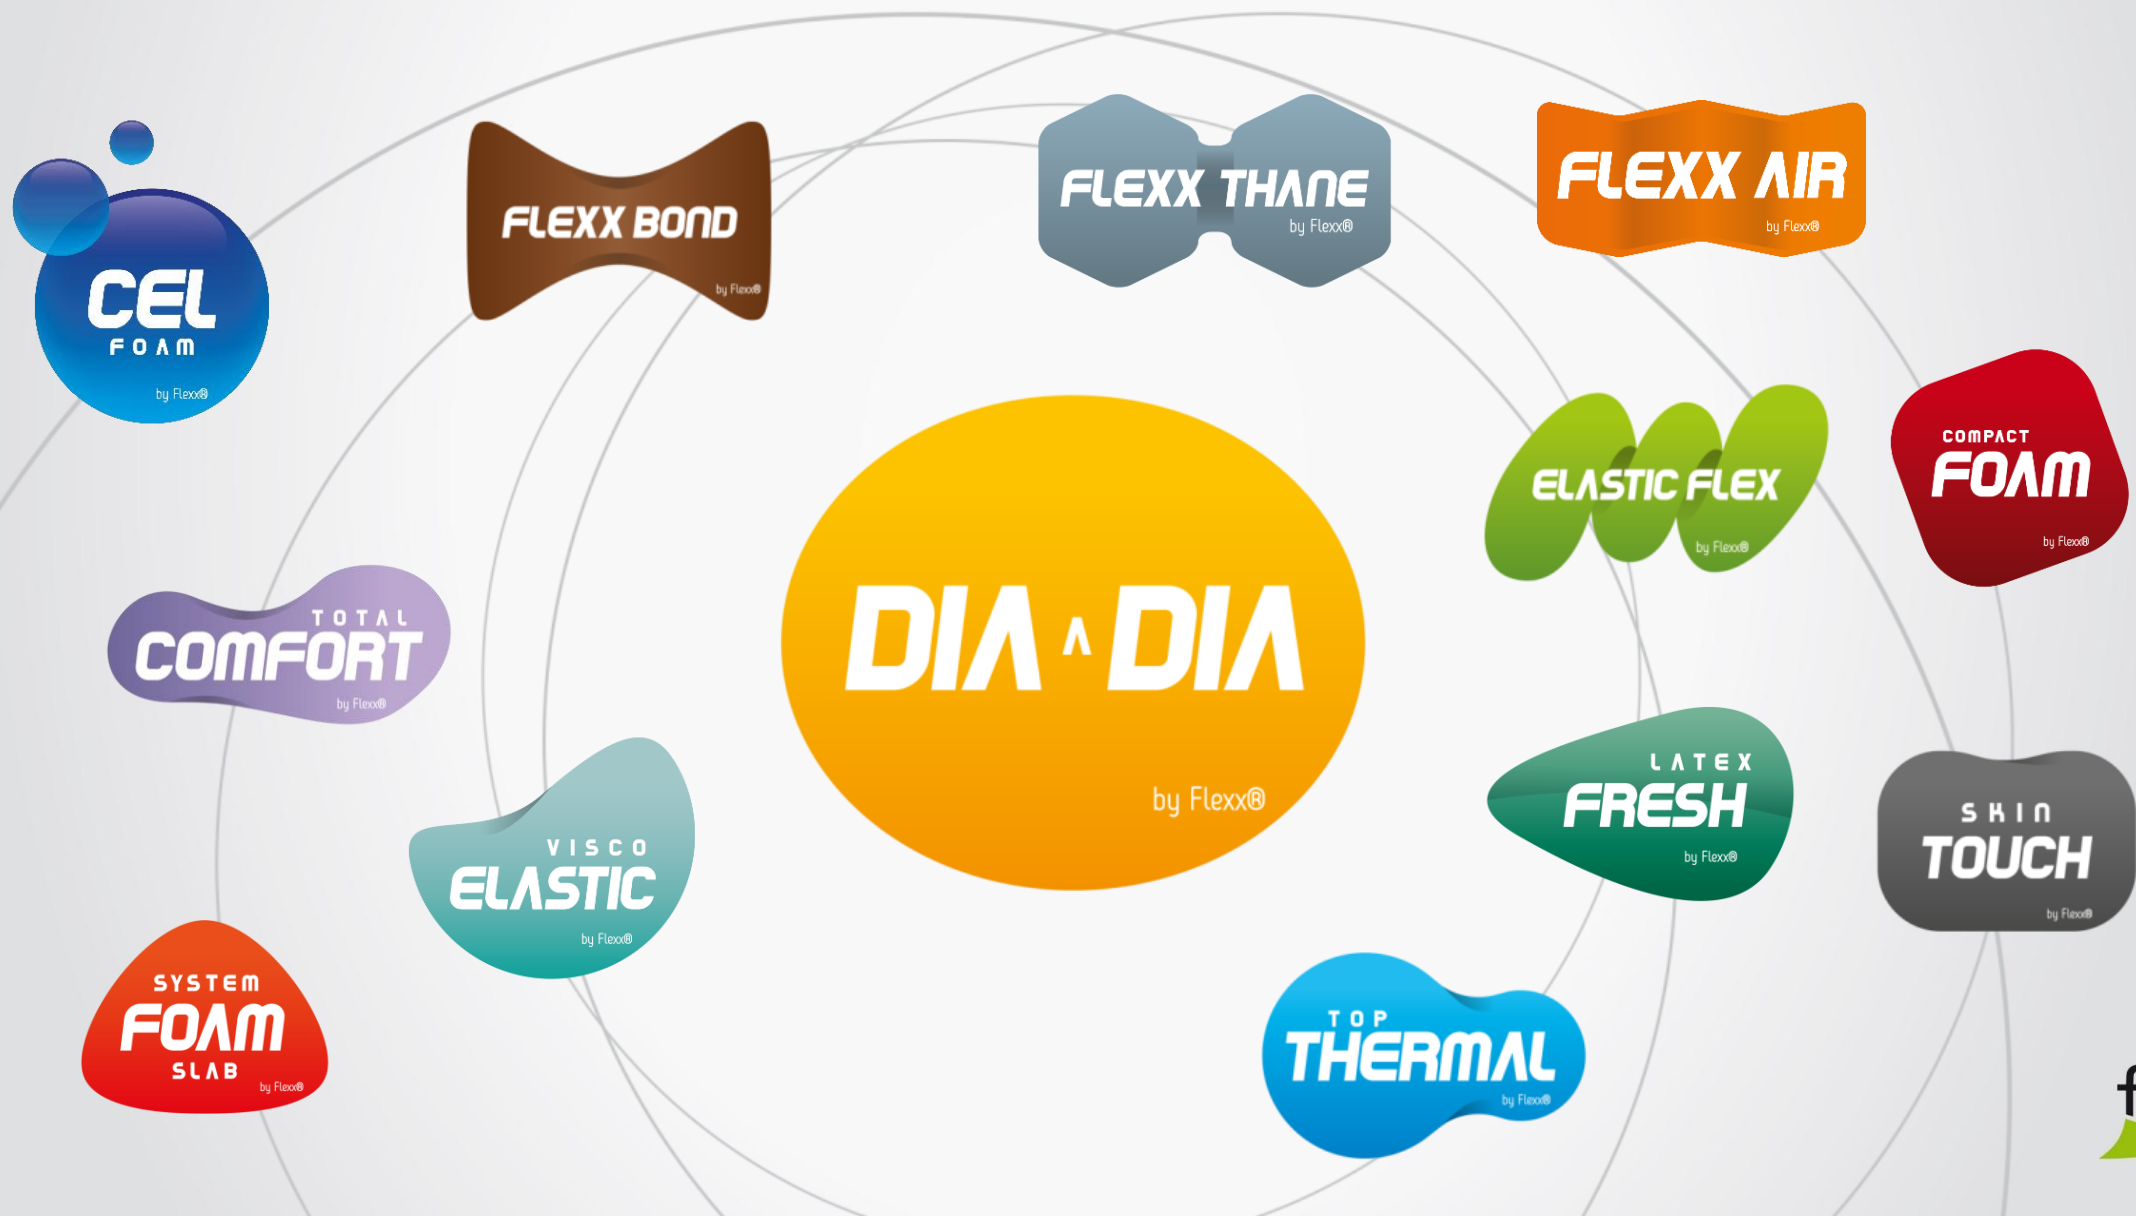 CEL
FOAM
by Flexx®
FLEXX BOND
by Flexx®
FLEXX THANE
by Flexx®
FLEXX AIR
by Flexx®
ELASTIC FLEX
by Flexx®
COMPACT
FOAM
by Flexx®
DIA A DIA
by Flexx®
TOTAL
COMFORT
by Flexx®
VISCO
ELASTIC
by Flexx®
LATEX
FRESH
by Flexx®
SKIN
TOUCH
by Flexx®
SYSTEM
FOAM
SLAB
by Flexx®
TOP
THERMAL
by Flexx®